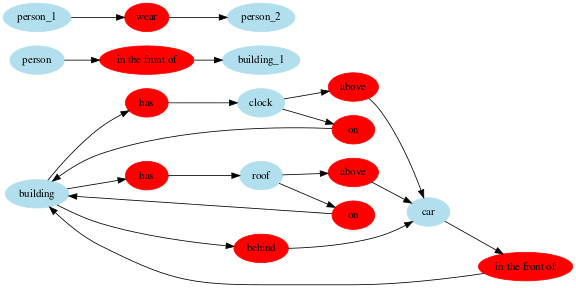 person_1 wear person_2
person in the front of building_1
has clock above
on
building has roof above
on
car
behind
in the front of